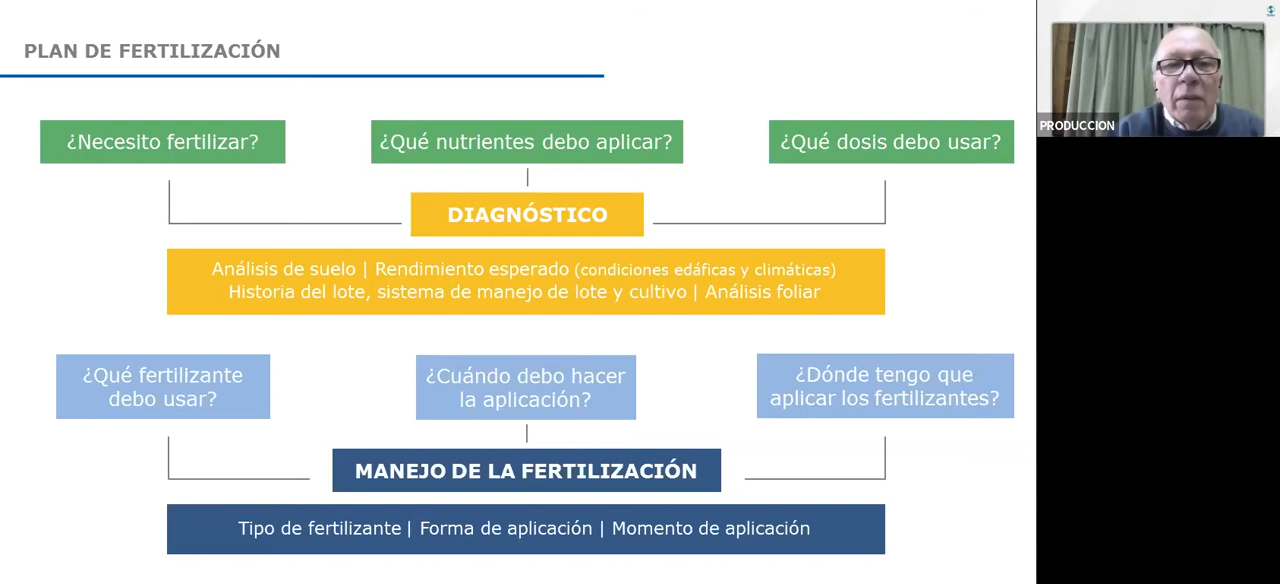 PLAN DE FERTILIZACIÓN
¿Necesito fertilizar?
¿Qué nutrientes debo aplicar?
¿Qué dosis debo usar?
DIAGNÓSTICO
Análisis de suelo | Rendimiento esperado (condiciones edáficas y climáticas)
Historia del lote, sistema de manejo de lote y cultivo | Análisis foliar
¿Qué fertilizante
debo usar?
¿Cuándo debo hacer
la aplicación?
¿Dónde tengo que
aplicar los fertilizantes?
MANEJO DE LA FERTILIZACIÓN
Tipo de fertilizante | Forma de aplicación | Momento de aplicación
PRODUCCION